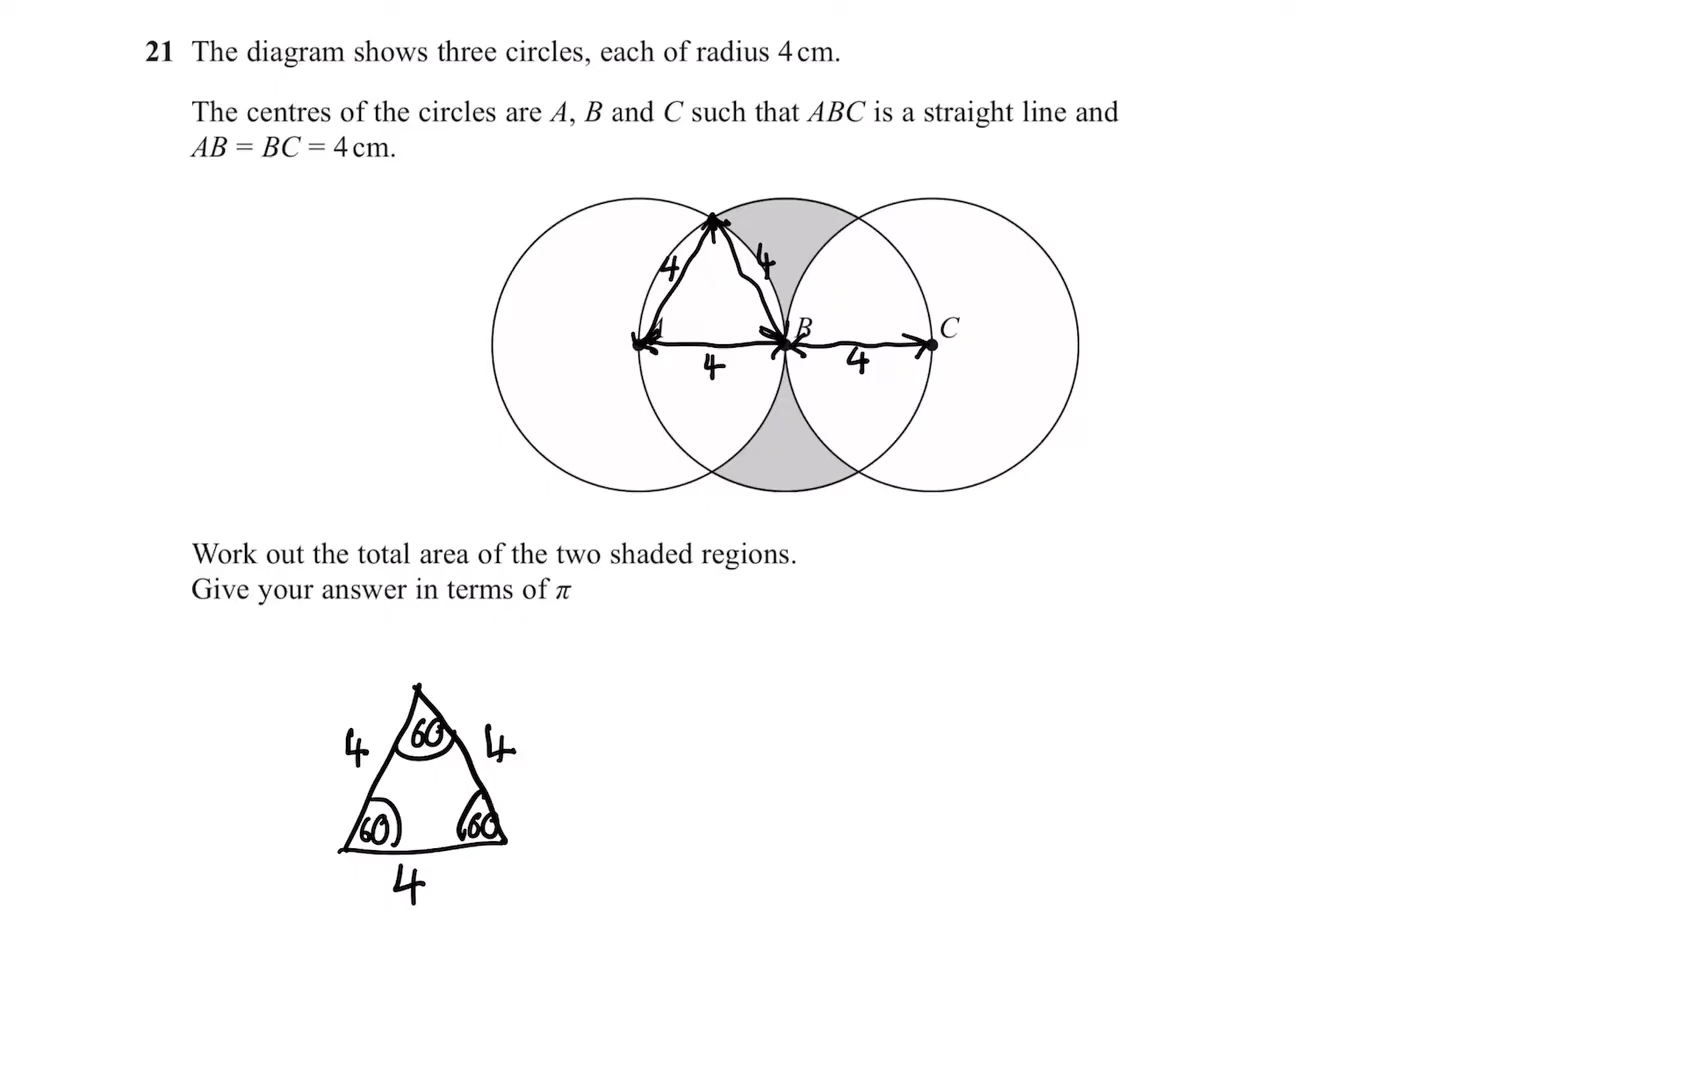 21 The diagram shows three circles, each of radius 4 cm.
The centres of the circles are A, B and C such that ABC is a straight line and
AB = BC = 4 cm.
4
4
B
C
4
4
Work out the total area of the two shaded regions.
Give your answer in terms of π
60
4
4
60
60
4